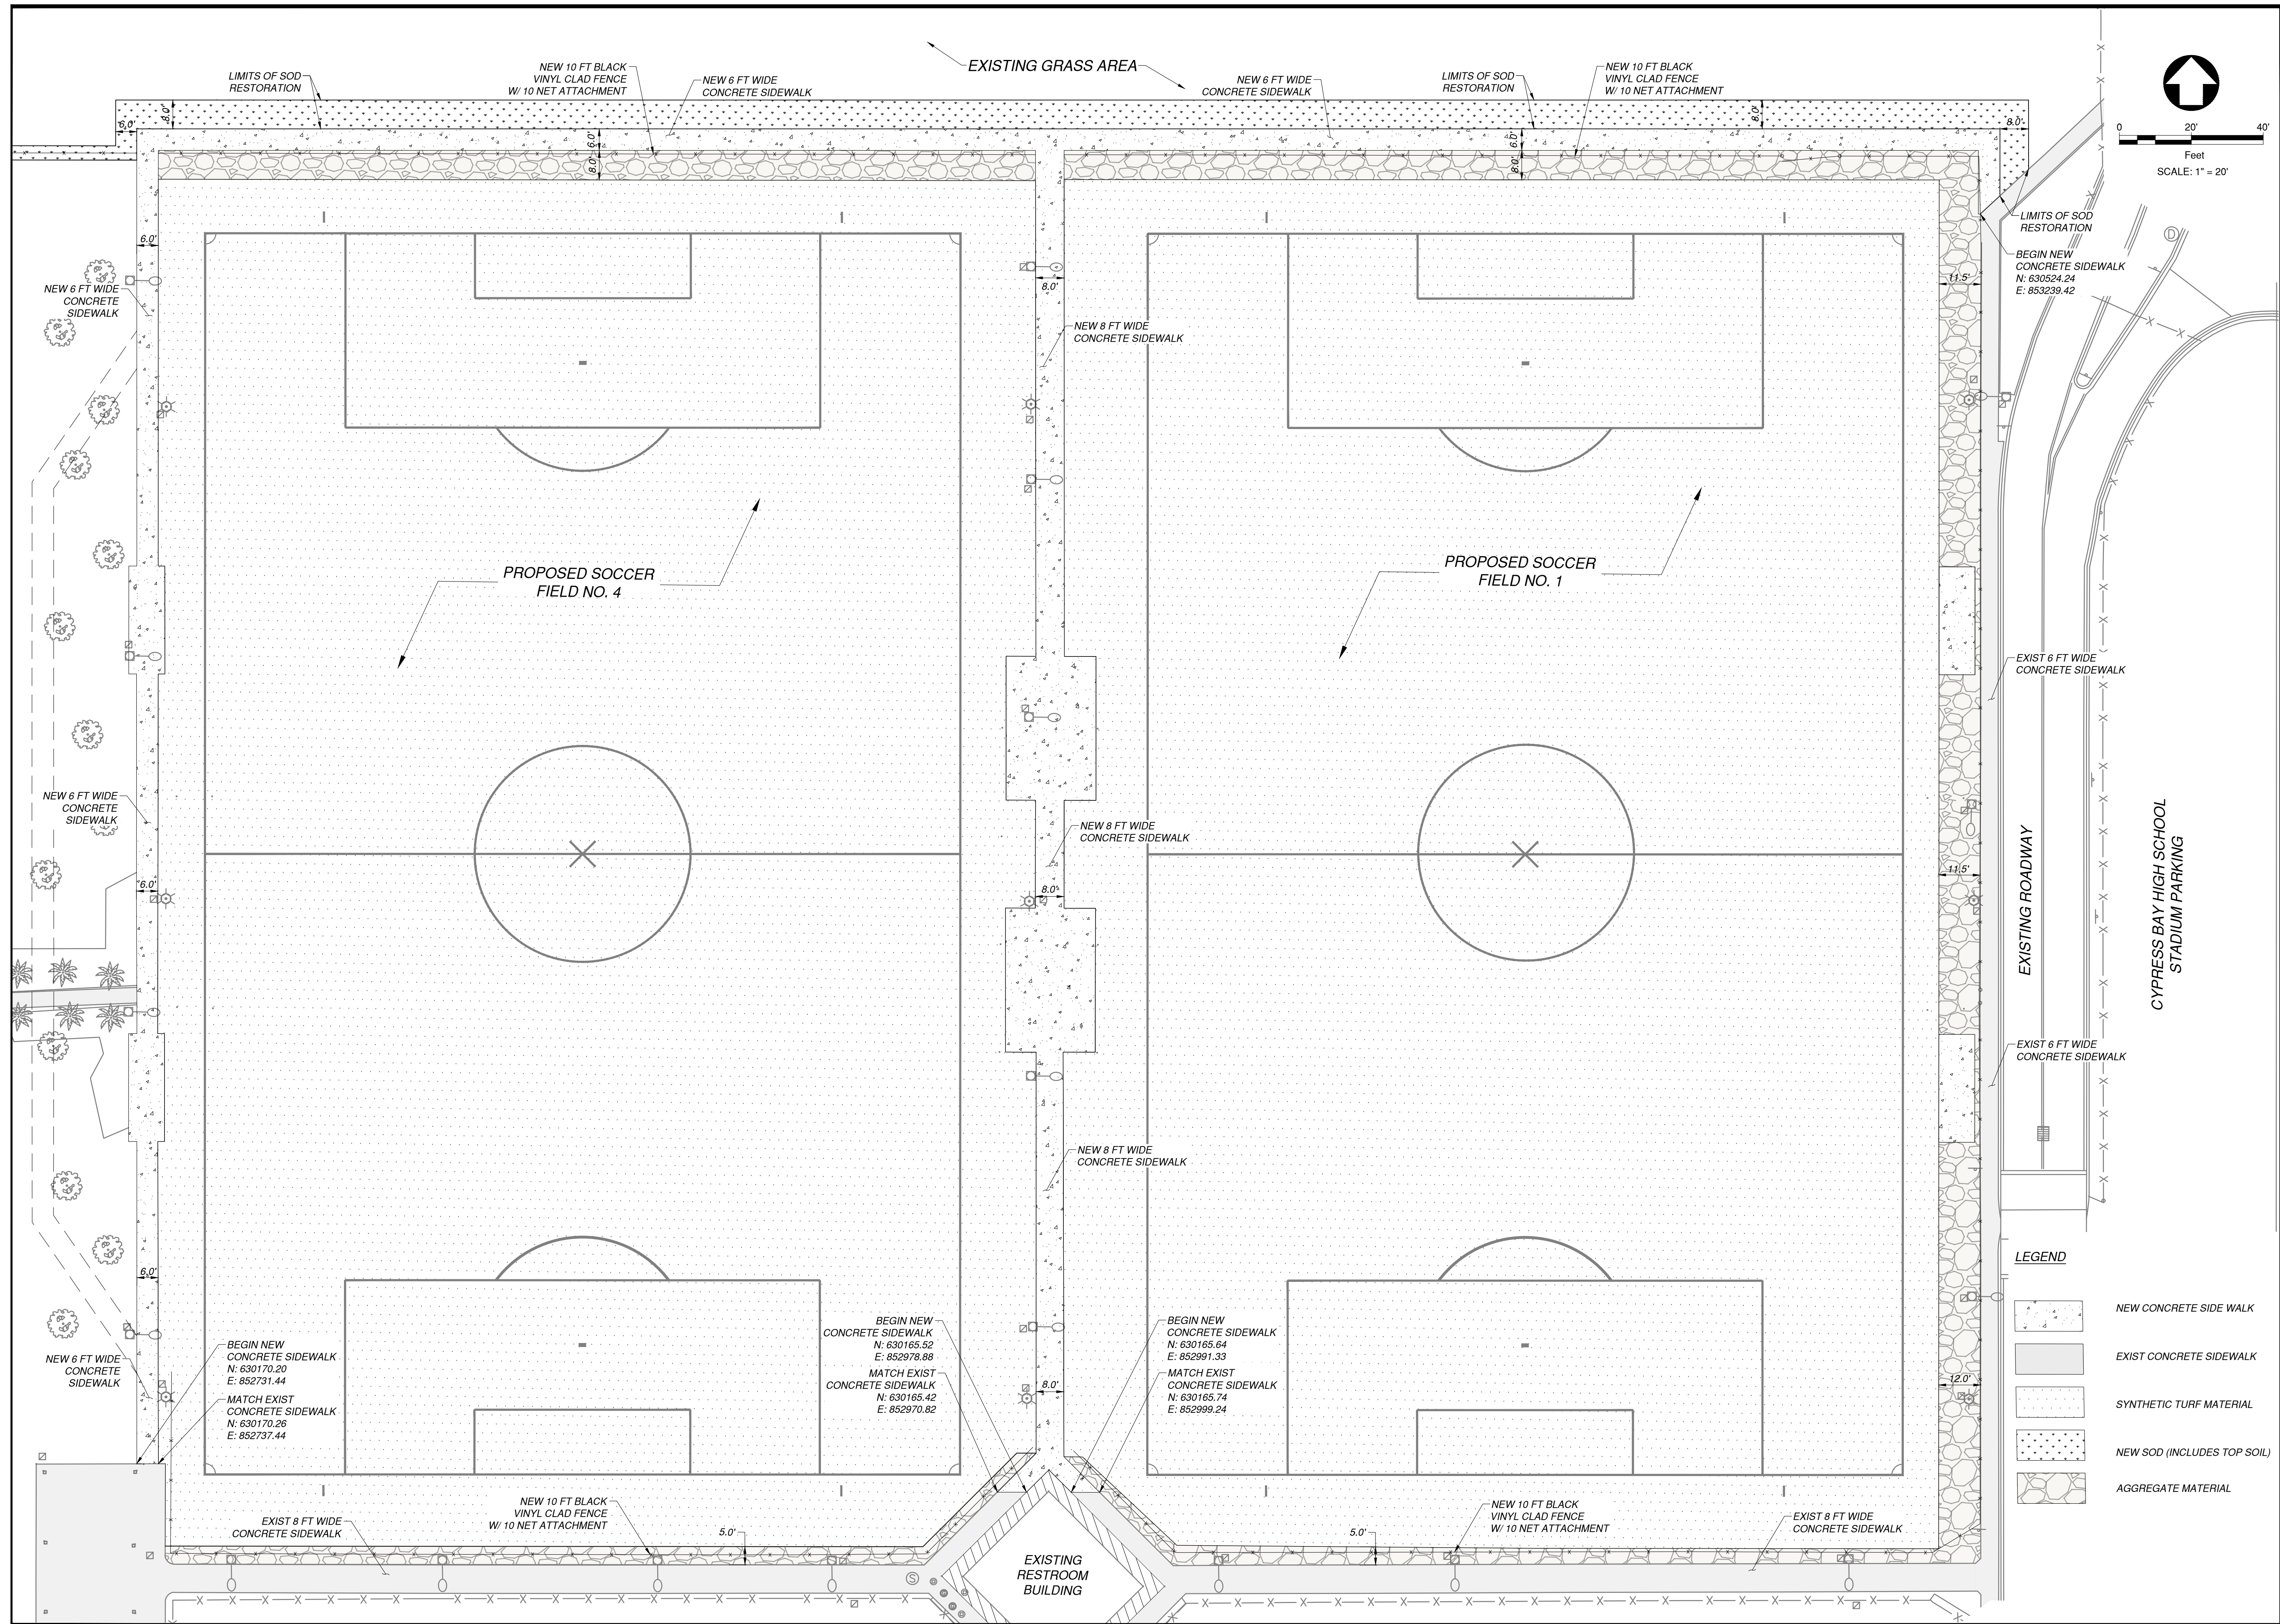 EXISTING GRASS AREA
LIMITS OF SOD
RESTORATION
NEW 10 FT BLACK
VINYL CLAD FENCE
W/ 10 NET ATTACHMENT
NEW 6 FT WIDE
CONCRETE SIDEWALK
NEW 6 FT WIDE
CONCRETE SIDEWALK
LIMITS OF SOD
RESTORATION
NEW 10 FT BLACK
VINYL CLAD FENCE
W/ 10 NET ATTACHMENT
0 20' 40'
Feet
SCALE: 1" = 20'
6.0'
8.0'
6.0'
8.0'
6.0'
8.0'
8.0'
8.0'
LIMITS OF SOD
RESTORATION
BEGIN NEW
CONCRETE SIDEWALK
N: 630524.24
E: 853239.42
D
6.0'
8.0'
11.5'
NEW 6 FT WIDE
CONCRETE
SIDEWALK
NEW 8 FT WIDE
CONCRETE SIDEWALK
PROPOSED SOCCER
FIELD NO. 4
PROPOSED SOCCER
FIELD NO. 1
EXIST 6 FT WIDE
CONCRETE SIDEWALK
NEW 6 FT WIDE
CONCRETE
SIDEWALK
NEW 8 FT WIDE
CONCRETE SIDEWALK
6.0'
8.0'
11.5'
EXISTING ROADWAY
CYPRESS BAY HIGH SCHOOL
STADIUM PARKING
EXIST 6 FT WIDE
CONCRETE SIDEWALK
NEW 8 FT WIDE
CONCRETE SIDEWALK
6.0'
NEW 6 FT WIDE
CONCRETE
SIDEWALK
BEGIN NEW
CONCRETE SIDEWALK
N: 630170.20
E: 852731.44
MATCH EXIST
CONCRETE SIDEWALK
N: 630170.26
E: 852737.44
BEGIN NEW
CONCRETE SIDEWALK
N: 630165.52
E: 852978.88
MATCH EXIST
CONCRETE SIDEWALK
N: 630165.42
E: 852970.82
8.0'
BEGIN NEW
CONCRETE SIDEWALK
N: 630165.64
E: 852991.33
MATCH EXIST
CONCRETE SIDEWALK
N: 630165.74
E: 852999.24
12.0'
LEGEND
NEW CONCRETE SIDE WALK
EXIST CONCRETE SIDEWALK
SYNTHETIC TURF MATERIAL
NEW SOD (INCLUDES TOP SOIL)
AGGREGATE MATERIAL
EXIST 8 FT WIDE
CONCRETE SIDEWALK
NEW 10 FT BLACK
VINYL CLAD FENCE
W/ 10 NET ATTACHMENT
5.0'
S
EXISTING
RESTROOM
BUILDING
5.0'
NEW 10 FT BLACK
VINYL CLAD FENCE
W/ 10 NET ATTACHMENT
EXIST 8 FT WIDE
CONCRETE SIDEWALK